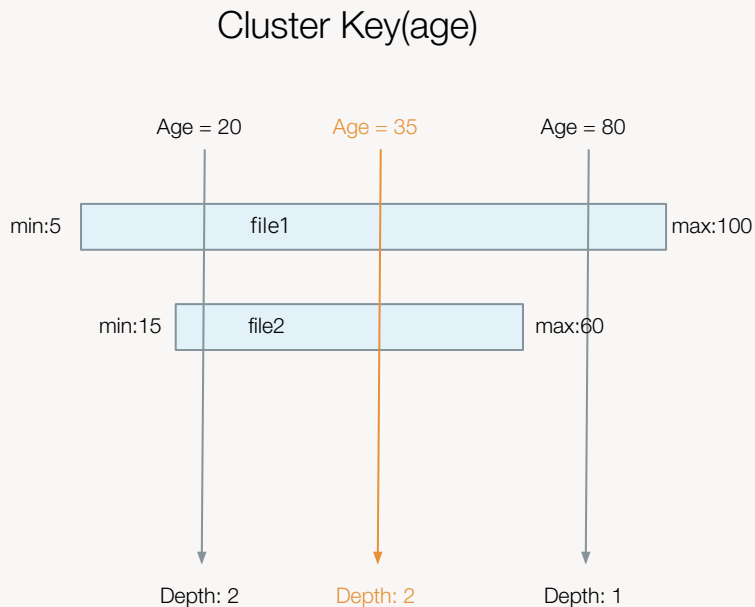 Cluster Key(age)
Age = 20
Age = 35
Age = 80
min:5
file1
max:100
min:15
file2
max:60
Depth: 2
Depth: 2
Depth: 1